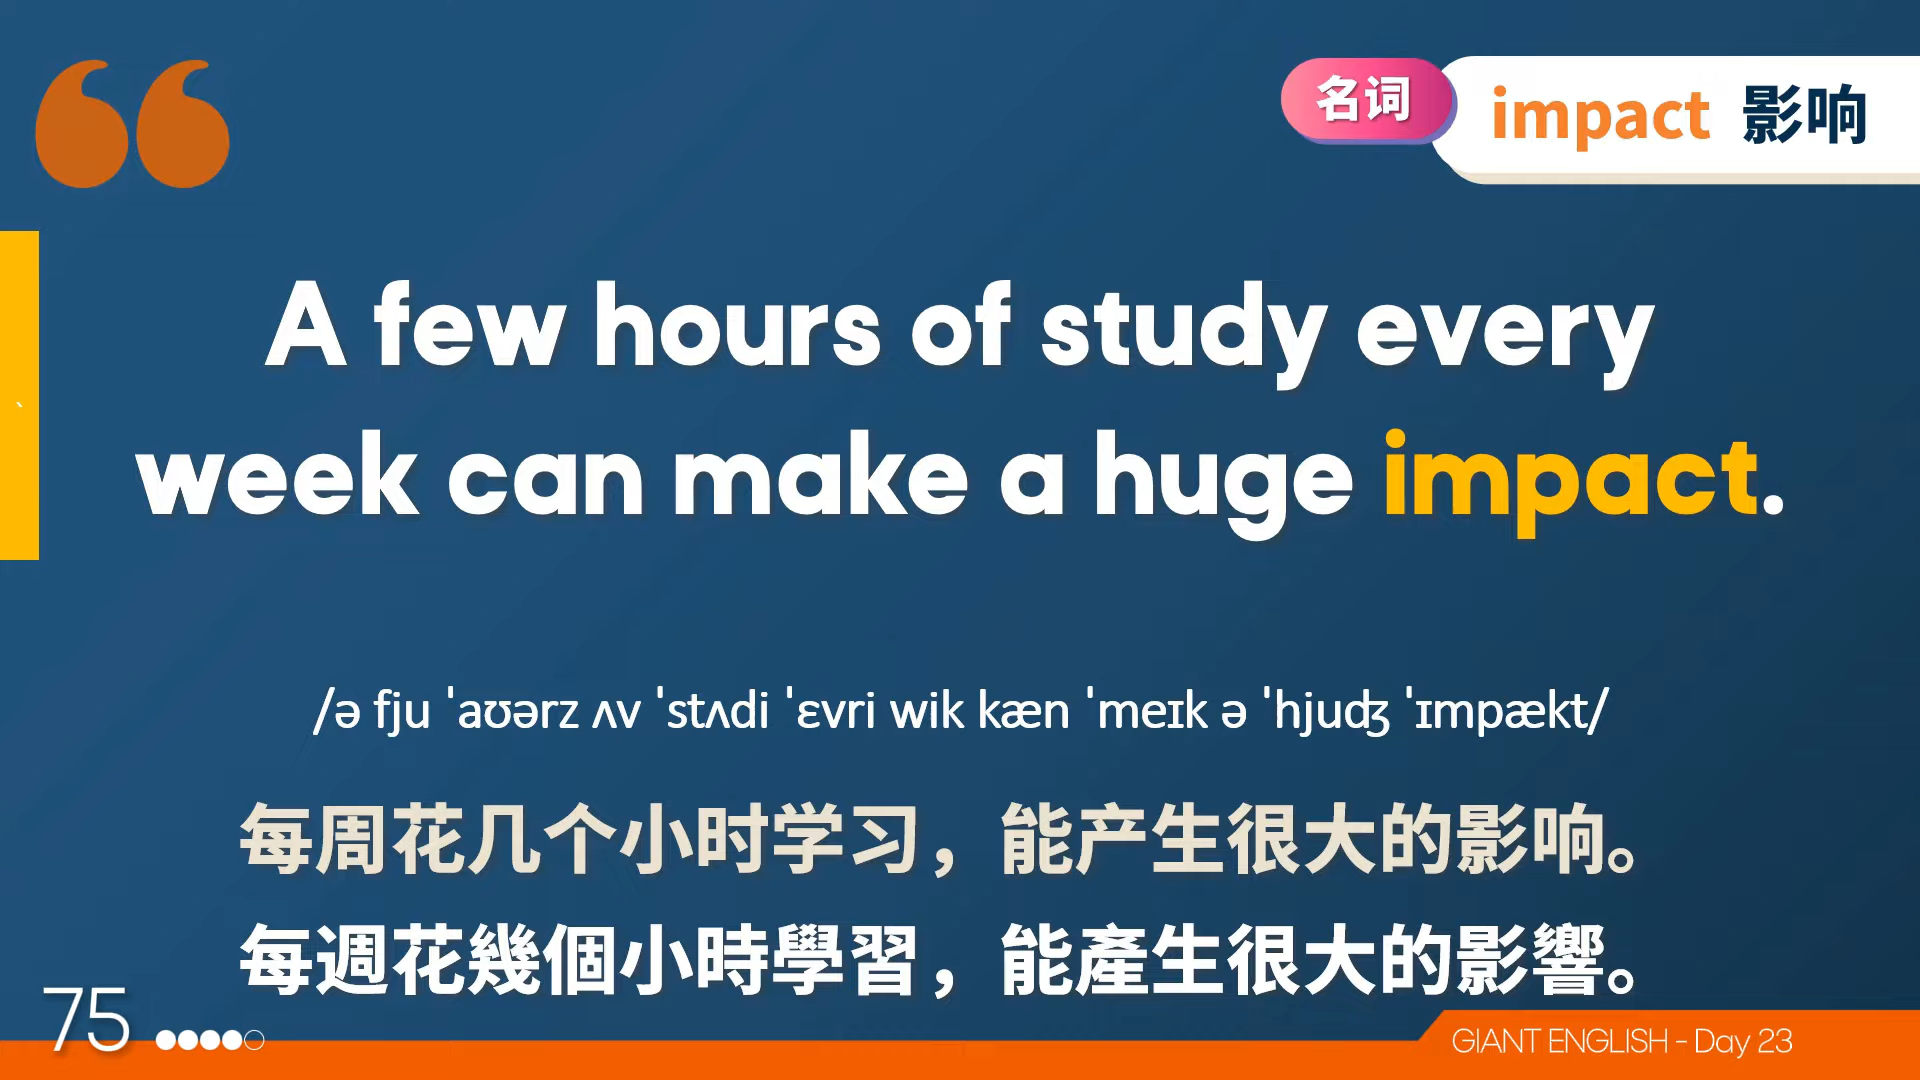 名词
impact 影响
A few hours of study every
week can make a huge impact.
/ə fju ˈaʊərz ʌv ˈstʌdi ˈɛvri wik kæn ˈmeɪk ə ˈhjuʤ ˈɪmpækt/
每周花几个小时学习，能产生很大的影响。
每週花幾個小時學習，能產生很大的影響。
75
GIANT ENGLISH - Day 23